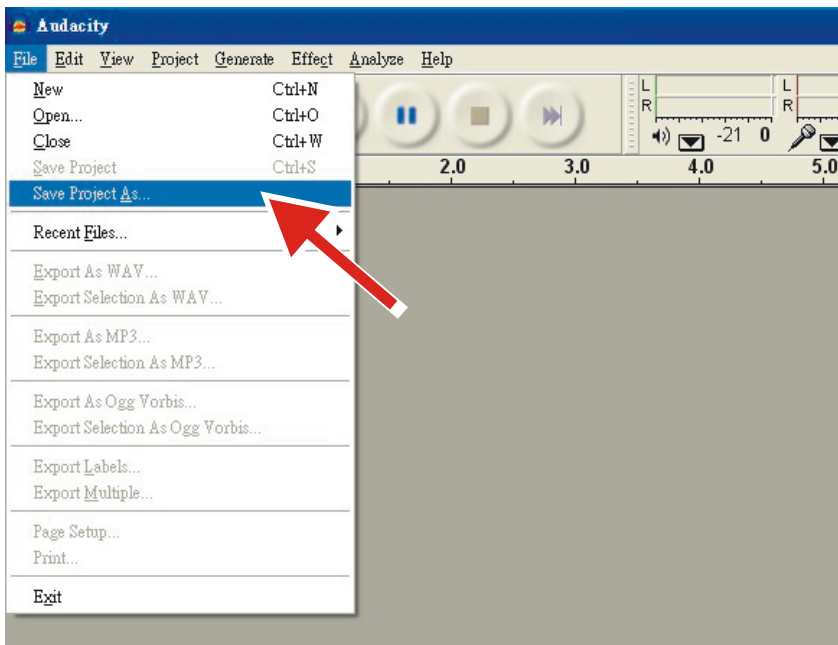 Audacity
File Edit View Project Generate Effect Analyze Help
New Ctrl+N
Open... Ctrl+O
Close Ctrl+W
Save Project Ctrl+S
Save Project As...
Recent Files...
Export As WAV...
Export Selection As WAV...
Export As MP3...
Export Selection As MP3...
Export As Ogg Vorbis...
Export Selection As Ogg Vorbis...
Export Labels...
Export Multiple...
Page Setup...
Print...
Exit
L L
R R
-21 0
2.0 3.0 4.0 5.0